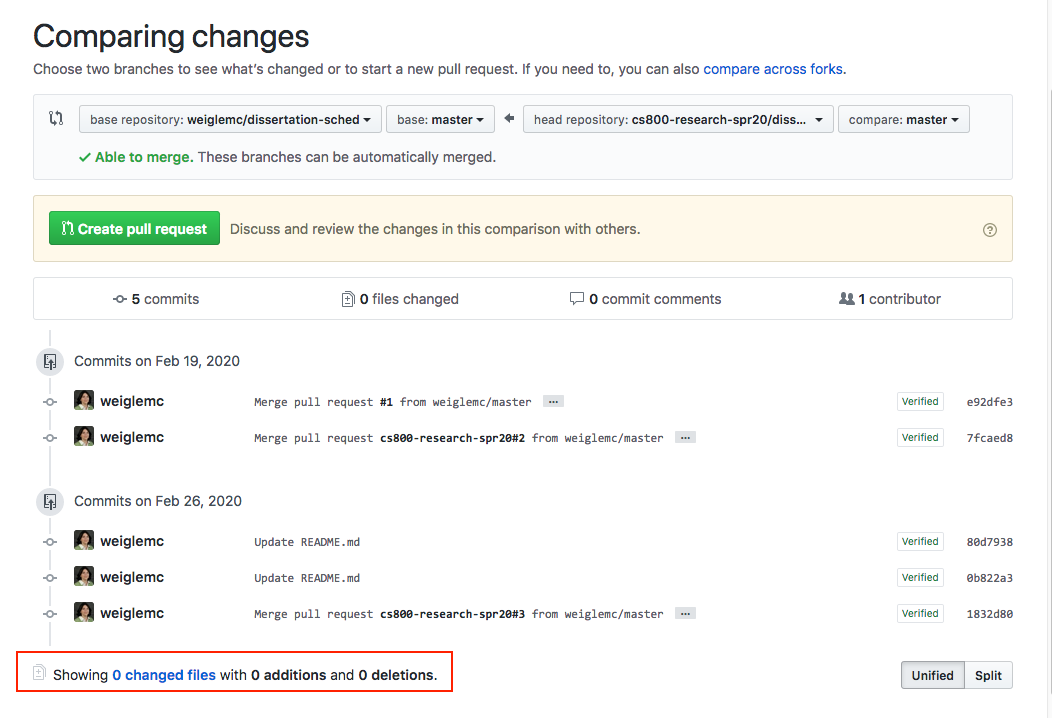 Comparing changes
Choose two branches to see what's changed or to start a new pull request. If you need to, you can also compare across forks.
base repository: weiglemc/dissertation-sched base: master head repository: cs800-research-spr20/diss... compare: master
Able to merge. These branches can be automatically merged.
Create pull request Discuss and review the changes in this comparison with others. ?
5 commits 0 files changed 0 commit comments 1 contributor
Commits on Feb 19, 2020
weiglemc Merge pull request #1 from weiglemc/master ... Verified e92dfe3
weiglemc Merge pull request cs800-research-spr20#2 from weiglemc/master ... Verified 7fcaed8
Commits on Feb 26, 2020
weiglemc Update README.md Verified 80d7938
weiglemc Update README.md Verified 0b822a3
weiglemc Merge pull request cs800-research-spr20#3 from weiglemc/master ... Verified 1832d80
Showing 0 changed files with 0 additions and 0 deletions. Unified Split